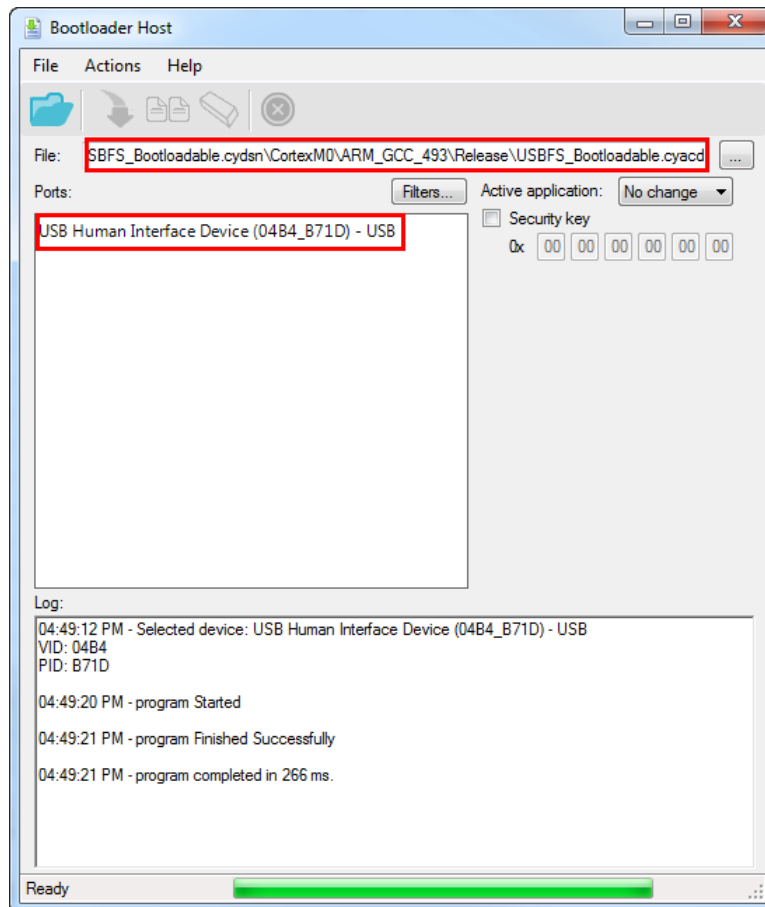 Bootloader Host
File Actions Help
File: SBFS_Bootloadable.cydsn\CortexM0\ARM_GCC_493\Release\USBFS_Bootloadable.cyacd ...
Ports: Filters... Active application: No change
Security key
USB Human Interface Device (04B4_B71D) - USB
0x 00 00 00 00 00 00
Log:
04:49:12 PM - Selected device: USB Human Interface Device (04B4_B71D) - USB
VID: 04B4
PID: B71D
04:49:20 PM - program Started
04:49:21 PM - program Finished Successfully
04:49:21 PM - program completed in 266 ms.
Ready